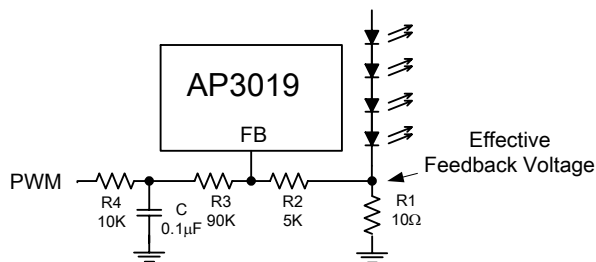 AP3019
FB
Effective
Feedback Voltage
PWM
R4
10K
C
0.1μF
R3
90K
R2
5K
R1
10Ω